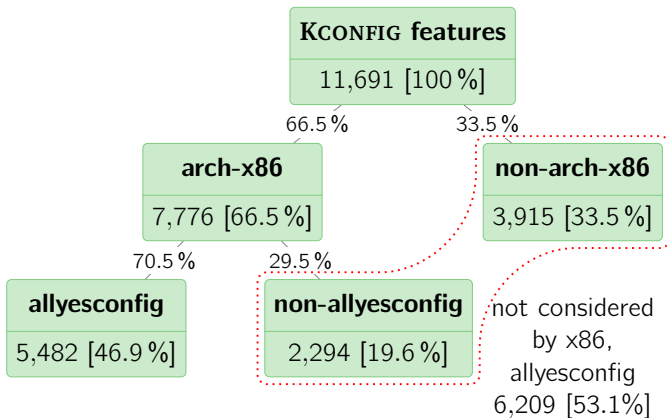 KCONFIG features
11,691 [100 %]
66.5 %
33.5 %
arch-x86
7,776 [66.5 %]
non-arch-x86
3,915 [33.5 %]
70.5 %
29.5 %
allyesconfig
5,482 [46.9 %]
non-allyesconfig
2,294 [19.6 %]
not considered
by x86,
allyesconfig
6,209 [53.1%]